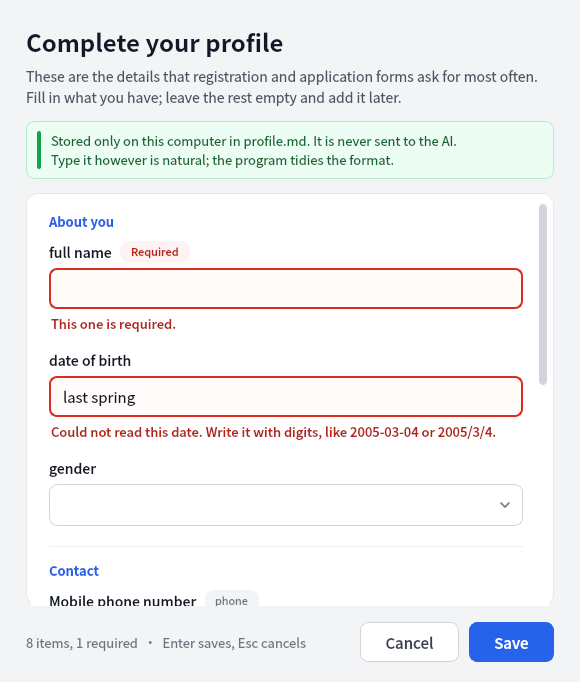 Complete your profile
These are the details that registration and application forms ask for most often.
Fill in what you have; leave the rest empty and add it later.
Stored only on this computer in profile.md. It is never sent to the AI.
Type it however is natural; the program tidies the format.
About you
full name Required
This one is required.
date of birth
last spring
Could not read this date. Write it with digits, like 2005-03-04 or 2005/3/4.
gender
Contact
Mobile phone number phone
8 items, 1 required · Enter saves, Esc cancels
Cancel Save